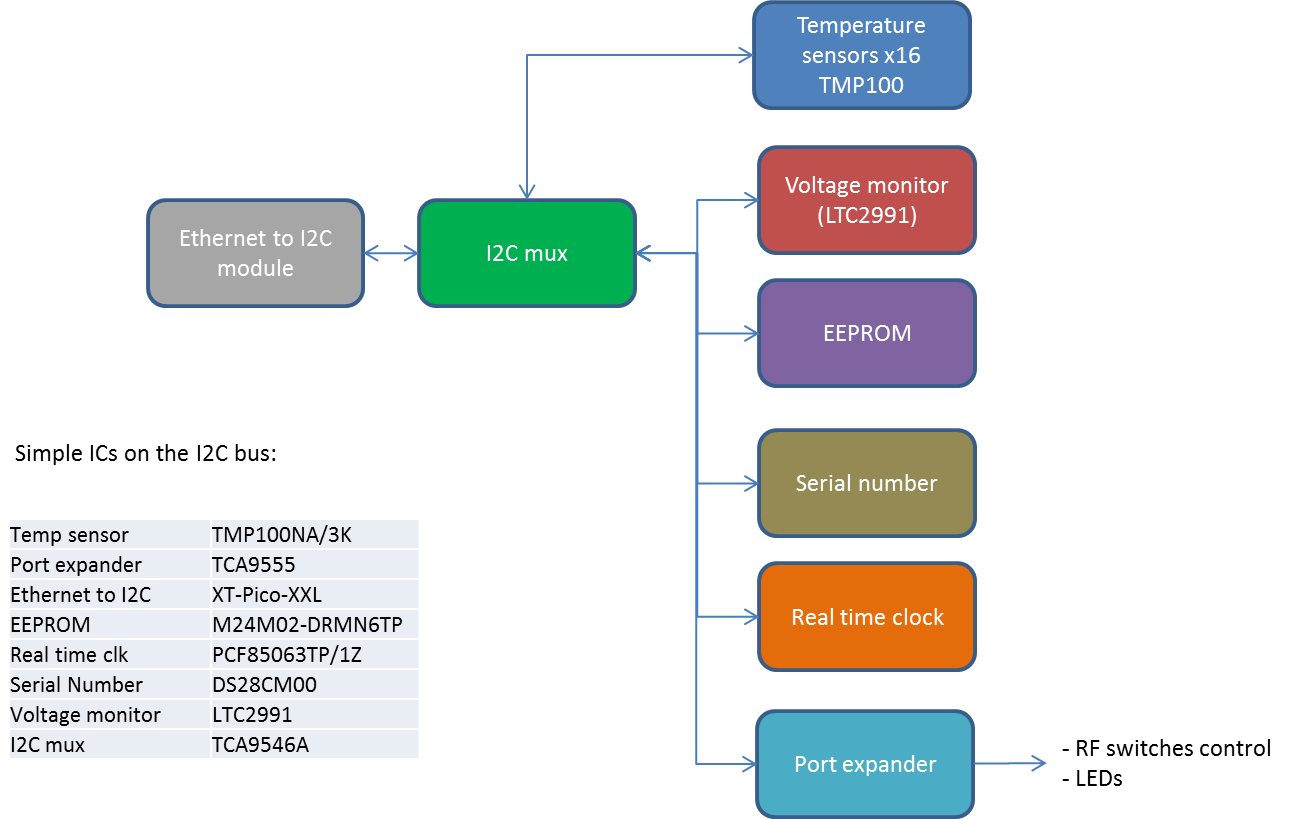 Temperature
sensors x16
TMP100
Voltage monitor
(LTC2991)
Ethernet to I2C
module
I2C mux
EEPROM
Simple ICs on the I2C bus:
Serial number
Temp sensor TMP100NA/3K
Port expander TCA9555
Ethernet to I2C XT-Pico-XXL
EEPROM M24M02-DRMN6TP
Real time clk PCF85063TP/1Z
Serial Number DS28CM00
Voltage monitor LTC2991
I2C mux TCA9546A
Real time clock
Port expander
- RF switches control
- LEDs